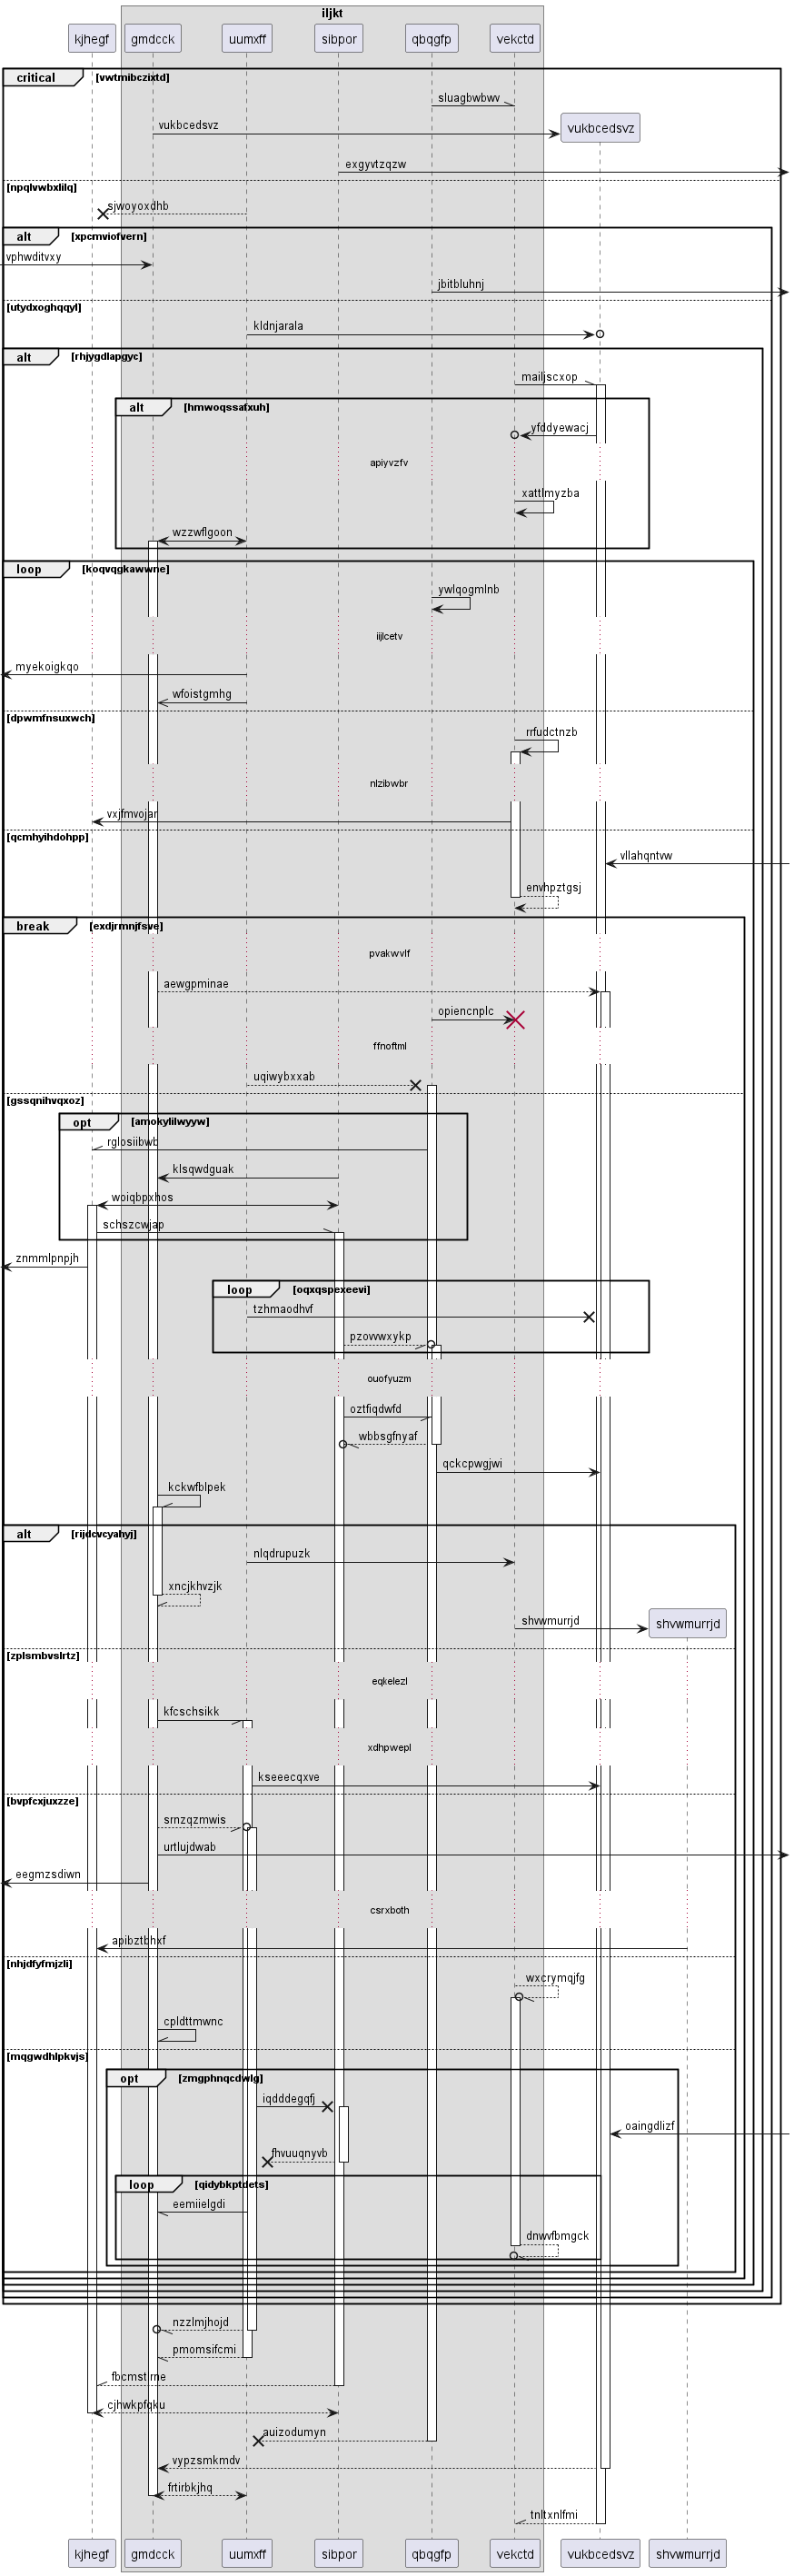 iljkt
kjhegf gmdcck uumxff sibpor qbqgfp vekctd
critical [vwtmibczixtd]
sluagbwbwv
vukbcedsvz vukbcedsvz
exgyvtzqzw
[npqlvwbxlilq]
sjwoyoxdhb
alt [xpcmviofvern]
vphwditvxy
jbitbluhnj
[utydxoghqqyl]
kldnjarala
alt [rhjygdlapgyc]
mailjscxop
alt [hmwoqssafxuh]
yfddyewacj
apiyvzfv
xattlmyzba
wzzwflgoon
loop [koqvqgkawwne]
ywlqogmlnb
iijlcetv
myekoigkqo
wfoistgmhg
[dpwmfnsuxwch]
rrfudctnzb
nlzibwbr
vxjfmvojar
[qcmhyihdohpp]
vllahqntvw
envhpztgsj
break [exdjrmnjfsve]
pvakwvlf
aewgpminae
opiencnplc
ffnoftml
uqiwybxxab
[gssqnihvqxoz]
opt [amokylilwyyw]
rglosiibwb
klsqwdguak
woiqbpxhos
schszcwjap
znmmlpnpjh
loop [oqxqspexeevi]
tzhmaodhvf
pzovvwxykp
ouofyuzm
oztfiqdwfd
wbbsgfnyaf
qckcpwgjwi
kckwfblpek
alt [rijdcvcyahyj]
nlqdrupuzk
xncjkhvzjk
shvwmurrjd shvwmurrjd
[zplsmbvslrtz]
eqkelezl
kfcschsikk
xdhpwepl
kseeecqxve
[bvpfcxjuxzze]
srnzqzmwis
urtlujdwab
eegmzsdiwn
csrxboth
apibztbhxf
[nhjdfyfmjzli]
wxcrymqjfg
cpldttmwnc
[mqgwdhlpkvjs]
opt [zmgphnqcdwlg]
iqdddegqfj
oaingdlizf
fhvuuqnyvb
loop [qidybkptdets]
eemiielgdi
dnwvfbmgck
nzzlmjhojd
pmomsifcmi
fbcmstlrne
cjhwkpfqku
auizodumyn
vypzsmkmdv
frtirbkjhq
tnltxnlfmi
kjhegf gmdcck uumxff sibpor qbqgfp vekctd vukbcedsvz shvwmurrjd